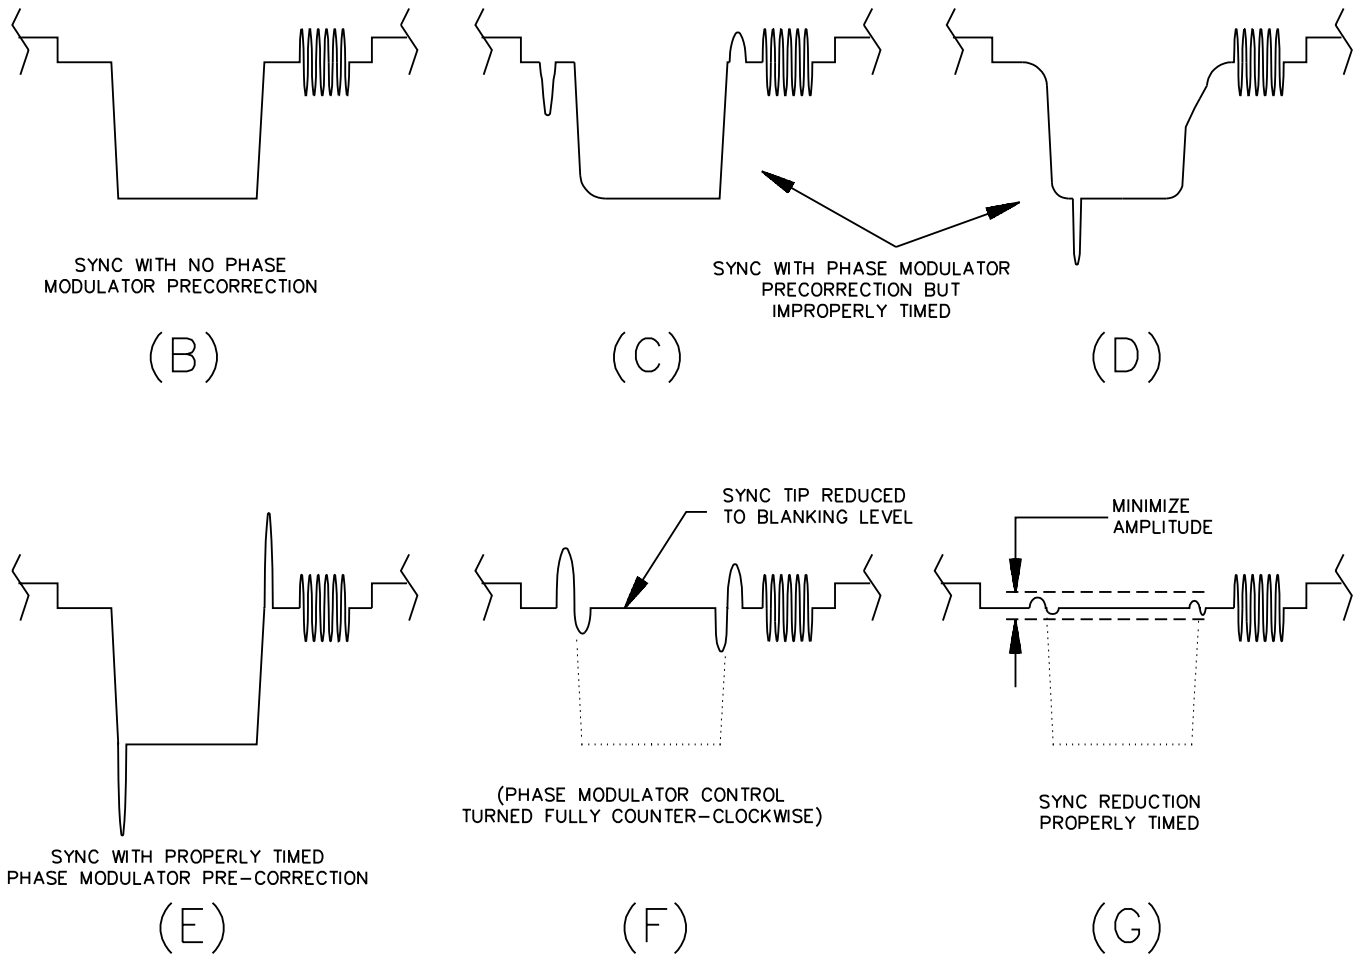 SYNC WITH NO PHASE
MODULATOR PRECORRECTION
(B)
SYNC WITH PHASE MODULATOR
PRECORRECTION BUT
IMPROPERLY TIMED
(C)
(D)
SYNC WITH PROPERLY TIMED
PHASE MODULATOR PRE-CORRECTION
(E)
SYNC TIP REDUCED
TO BLANKING LEVEL
(PHASE MODULATOR CONTROL
TURNED FULLY COUNTER-CLOCKWISE)
(F)
MINIMIZE
AMPLITUDE
SYNC REDUCTION
PROPERLY TIMED
(G)